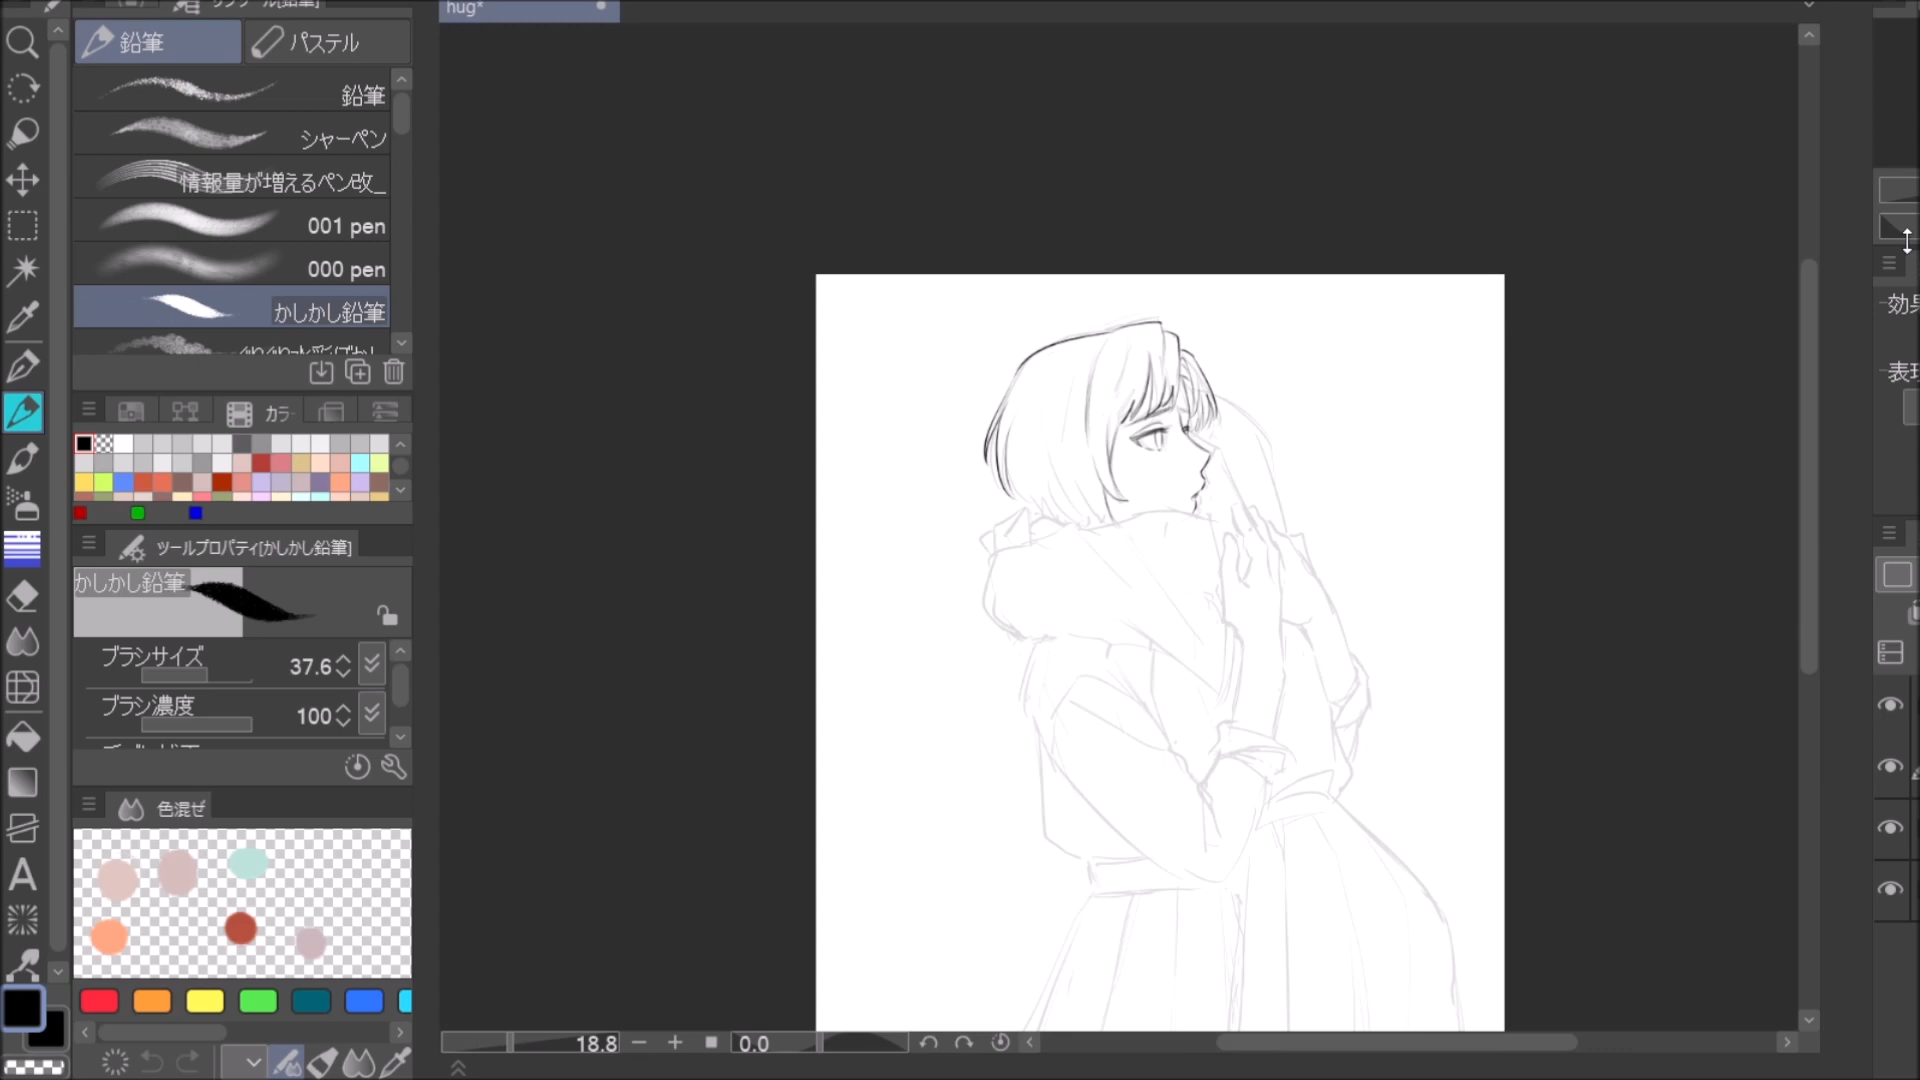 hug*
鉛筆
パステル
鉛筆
シャーペン
情報量が増えるペン改_
001 pen
000 pen
かしかし鉛筆
カラ
ツールプロパティ[かしかし鉛筆]
かしかし鉛筆
ブラシサイズ
37.6
ブラシ濃度
100
色混ぜ
18.8
0.0
効果